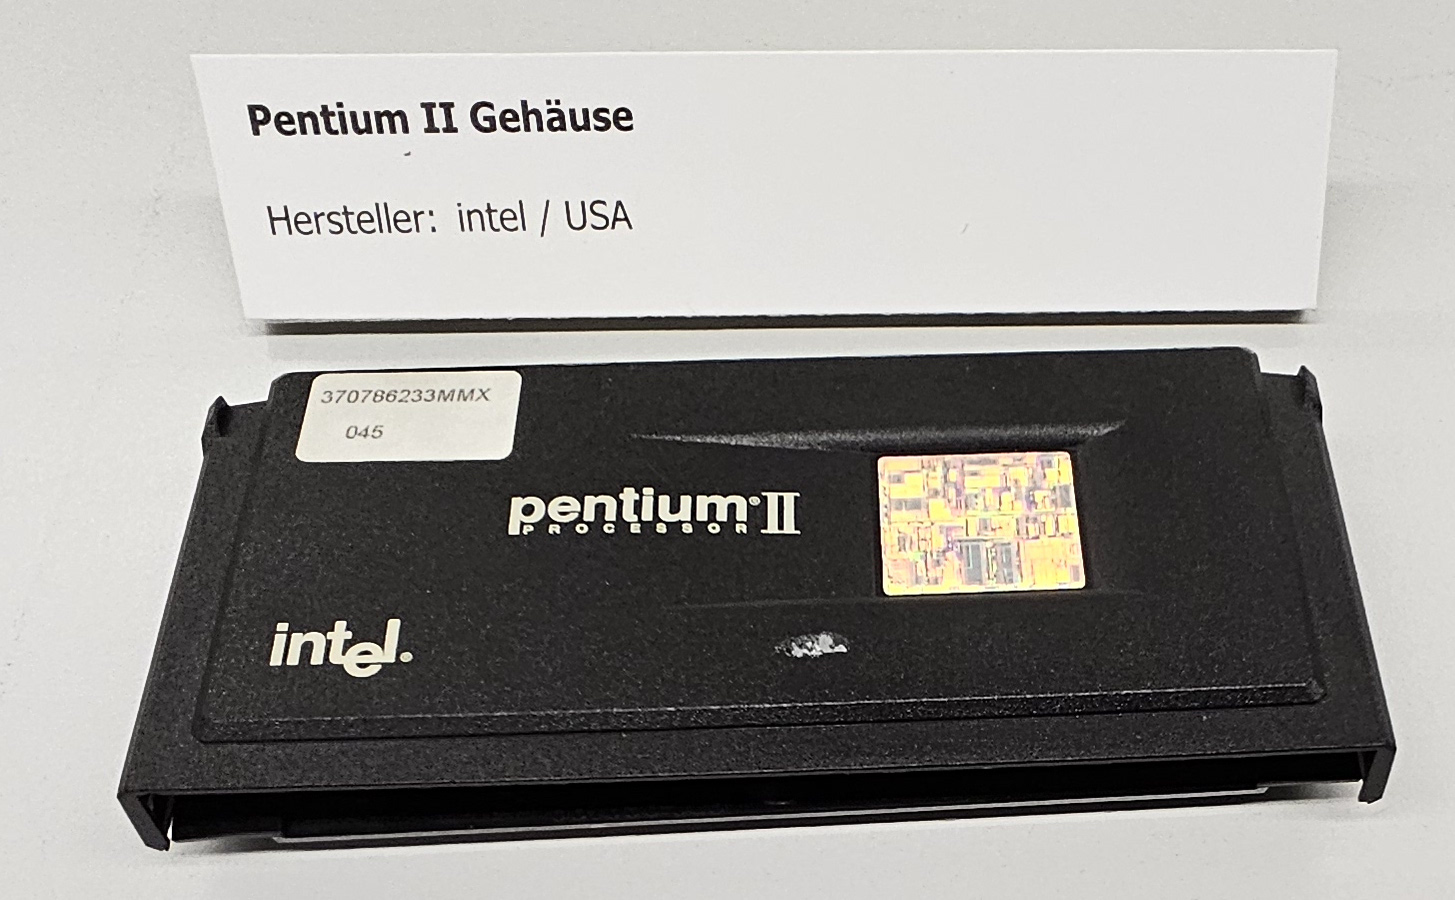 Pentium II Gehäuse
Hersteller: intel / USA
370786233MMX
045
pentium® II
PROCESSOR
intel®